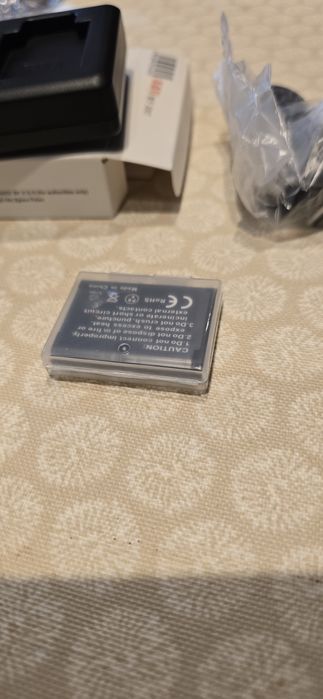 CAUTION:
1.Do not connect improperly.
2.Do not dispose of in fire or
expose to excess heat.
3.Do not crush, puncture,
incinerate or short circuit
external contacts.
CE
RoHS
Made in China